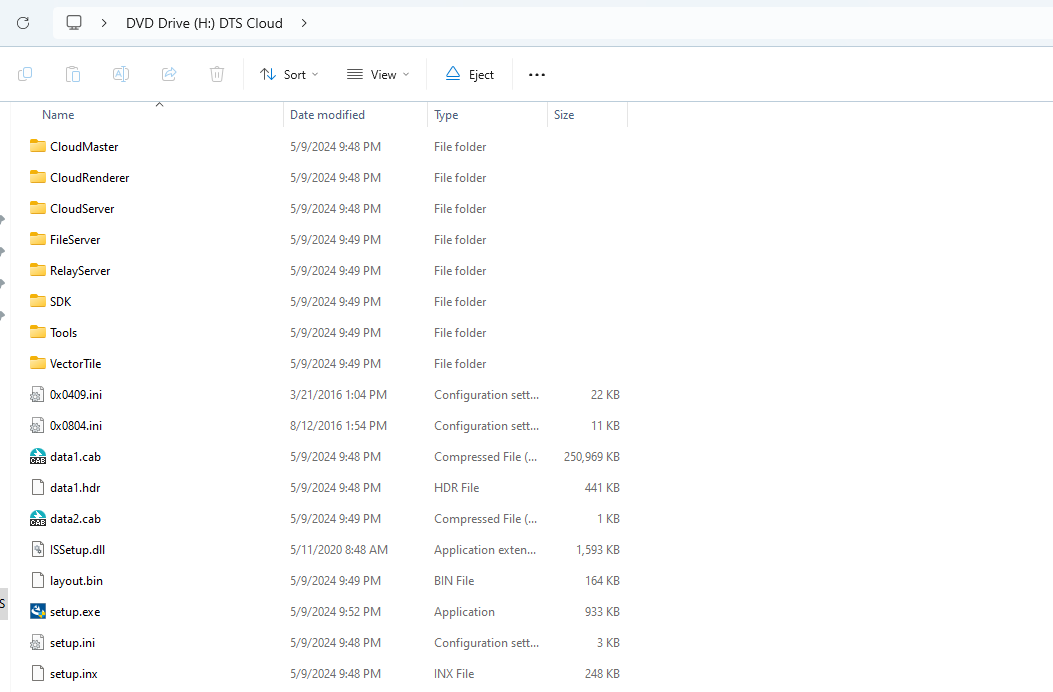 DVD Drive (H:) DTS Cloud
Sort View Eject
Name Date modified Type Size
CloudMaster 5/9/2024 9:48 PM File folder
CloudRenderer 5/9/2024 9:48 PM File folder
CloudServer 5/9/2024 9:48 PM File folder
FileServer 5/9/2024 9:49 PM File folder
RelayServer 5/9/2024 9:49 PM File folder
SDK 5/9/2024 9:49 PM File folder
Tools 5/9/2024 9:49 PM File folder
VectorTile 5/9/2024 9:49 PM File folder
0x0409.ini 3/21/2016 1:04 PM Configuration sett... 22 KB
0x0804.ini 8/12/2016 1:54 PM Configuration sett... 11 KB
data1.cab 5/9/2024 9:48 PM Compressed File (... 250,969 KB
data1.hdr 5/9/2024 9:48 PM HDR File 441 KB
data2.cab 5/9/2024 9:49 PM Compressed File (... 1 KB
ISSetup.dll 5/11/2020 8:48 AM Application exten... 1,593 KB
layout.bin 5/9/2024 9:49 PM BIN File 164 KB
S setup.exe 5/9/2024 9:52 PM Application 933 KB
setup.ini 5/9/2024 9:48 PM Configuration sett... 3 KB
setup.inx 5/9/2024 9:48 PM INX File 248 KB